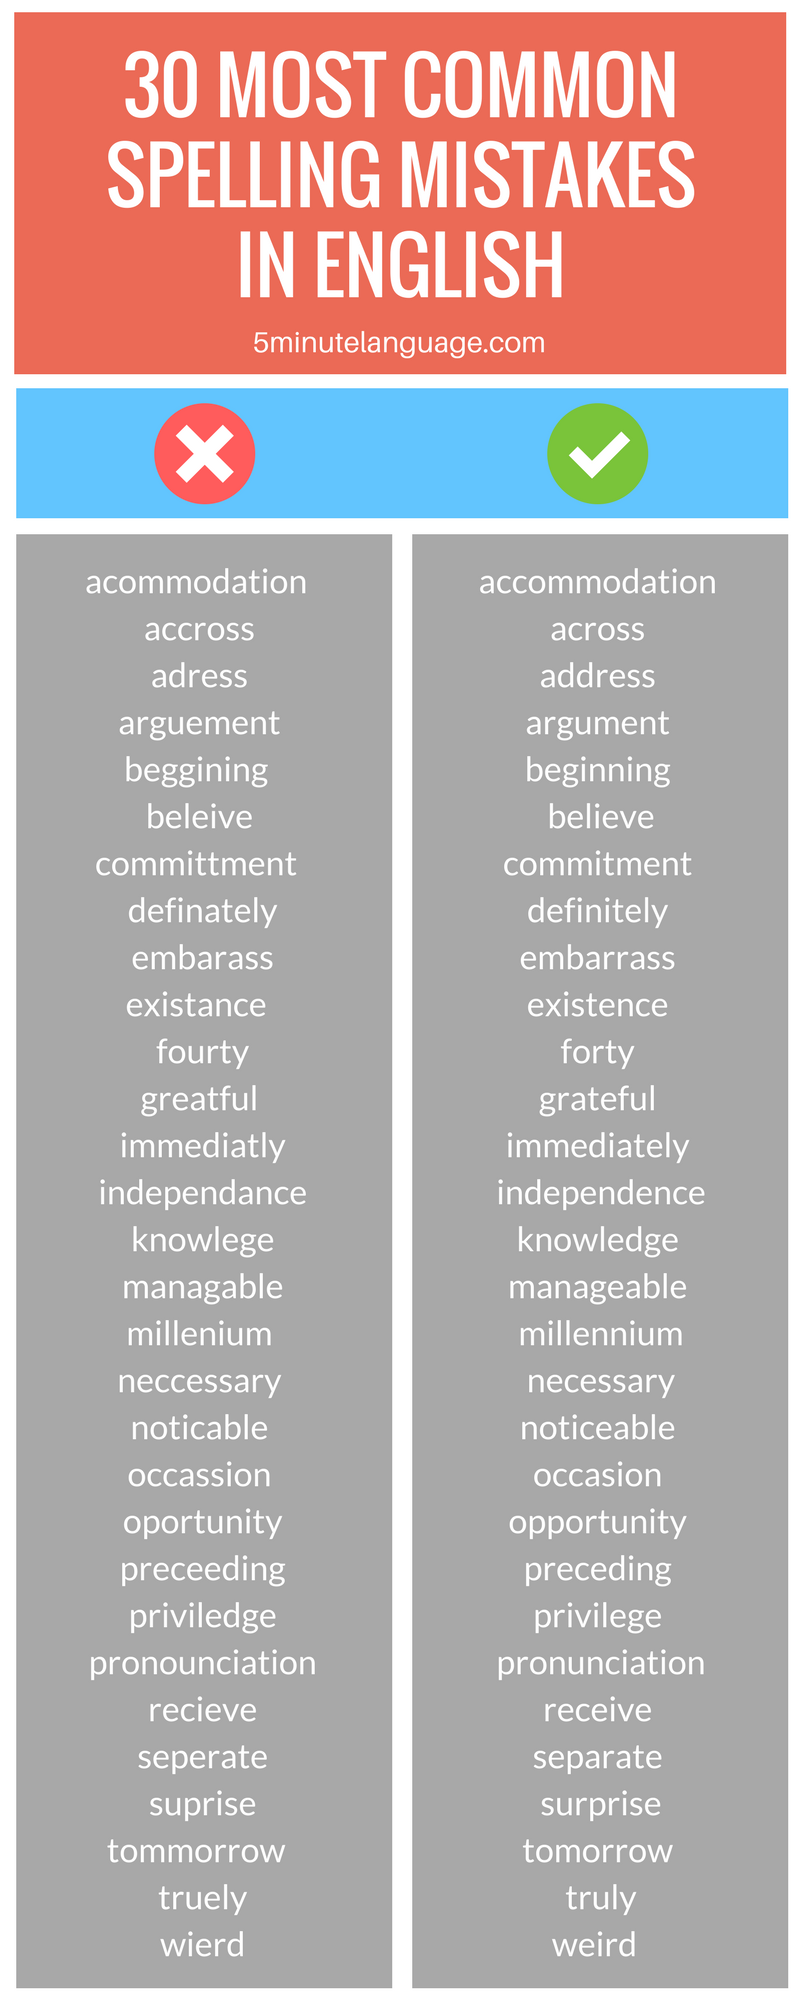 30 MOST COMMON
SPELLING MISTAKES
IN ENGLISH
5minutelanguage.com
acommodation accommodation
accross across
adress address
arguement argument
beggining beginning
beleive believe
committment commitment
definately definitely
embarass embarrass
existance existence
fourty forty
greatful grateful
immediatly immediately
independance independence
knowlege knowledge
managable manageable
millenium millennium
neccessary necessary
noticable noticeable
occassion occasion
oportunity opportunity
preceeding preceding
priviledge privilege
pronounciation pronunciation
recieve receive
seperate separate
suprise surprise
tommorrow tomorrow
truely truly
wierd weird